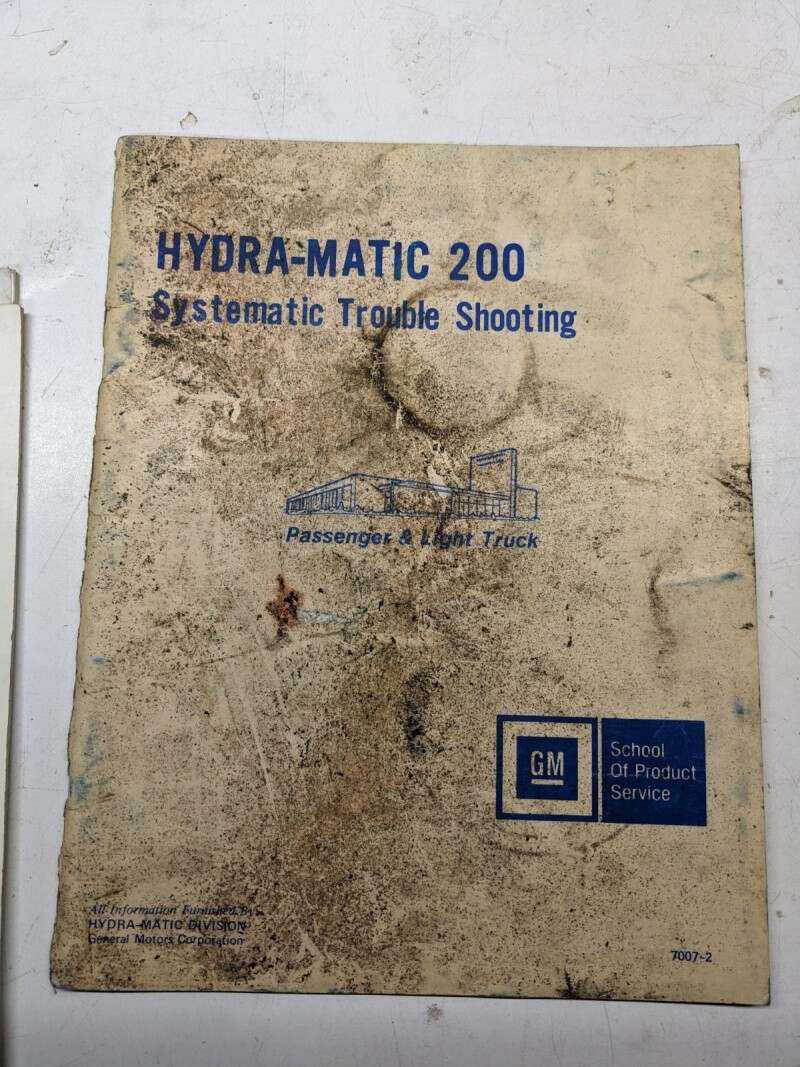 HYDRA-MATIC 200
Systematic Trouble Shooting
Passenger & Light Truck
GM
School
Of Product
Service
All Information Furnished By:
HYDRA-MATIC DIVISION
General Motors Corporation
7007-2